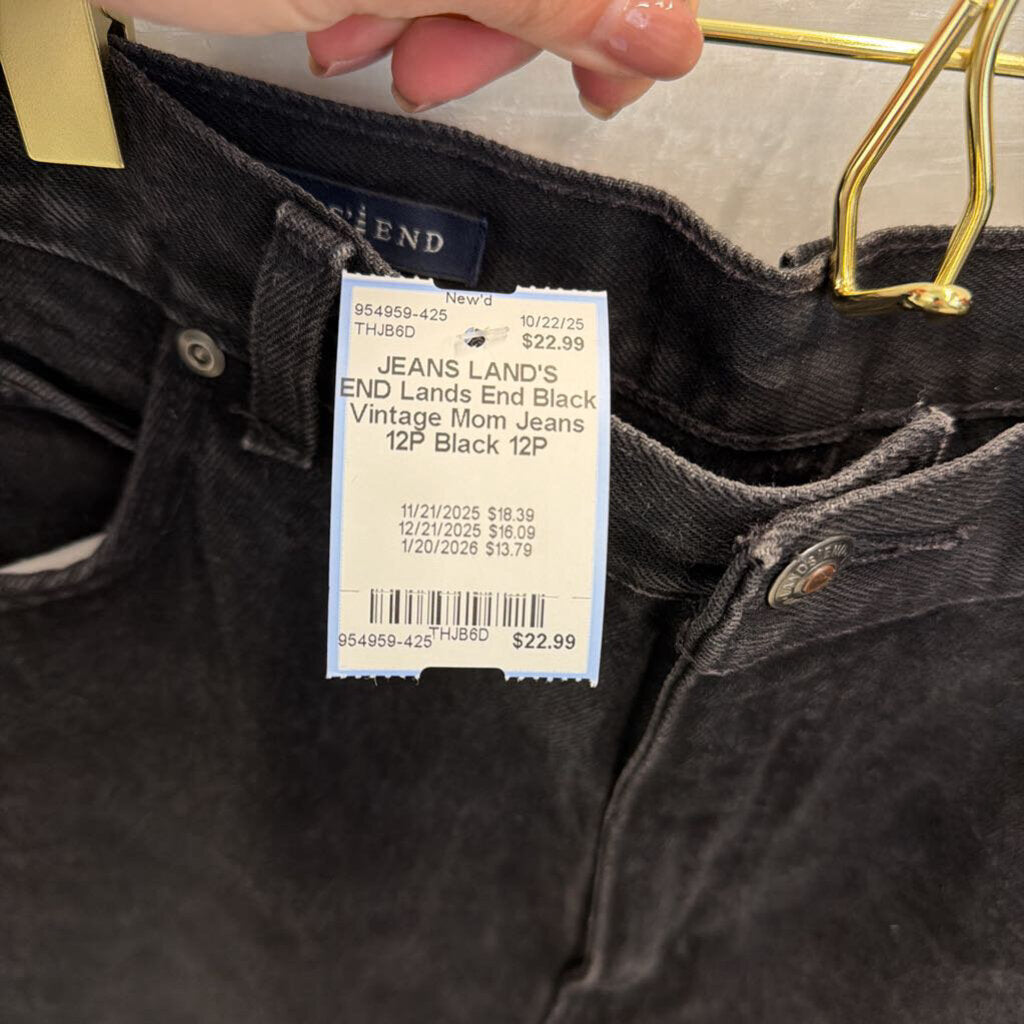 END
New'd
954959-425 10/22/25
THJB6D $22.99
JEANS LAND'S
END Lands End Black
Vintage Mom Jeans
12P Black 12P
11/21/2025 $18.39
12/21/2025 $16.09
1/20/2026 $13.79
954959-425 THJB6D $22.99
LANDS' END